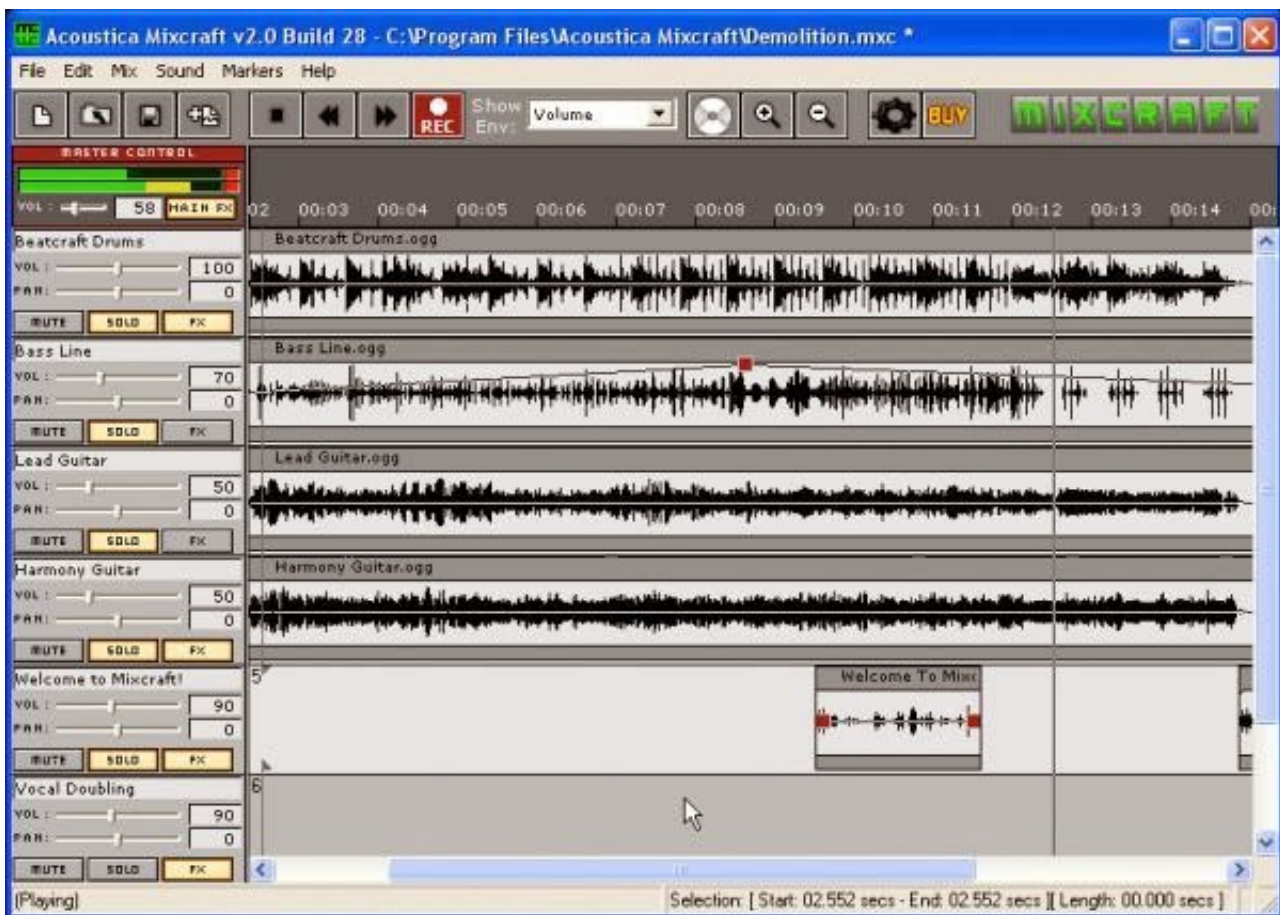 Acoustica Mixcraft v2.0 Build 28 - C:\Program Files\Acoustica Mixcraft\Demolition.mxc *
File Edit Mix Sound Markers Help
REC Show Env: Volume BUY MIXCRAFT
MASTER CONTROL
VOL : 58 MAIN FX
02 00:03 00:04 00:05 00:06 00:07 00:08 00:09 00:10 00:11 00:12 00:13 00:14 00:
Beatcraft Drums Beatcraft Drums.ogg
VOL : 100
PAN: 0
MUTE SOLO FX
Bass Line Bass Line.ogg
VOL : 70
PAN: 0
MUTE SOLO FX
Lead Guitar Lead Guitar.ogg
VOL : 50
PAN: 0
MUTE SOLO FX
Harmony Guitar Harmony Guitar.ogg
VOL : 50
PAN: 0
MUTE SOLO FX
Welcome to Mixcraft! 5 Welcome To Mixc
VOL : 90
PAN: 0
MUTE SOLO FX
Vocal Doubling 6
VOL : 90
PAN: 0
MUTE SOLO FX
(Playing) Selection: [ Start: 02.552 secs - End: 02.552 secs ][ Length: 00.000 secs ]